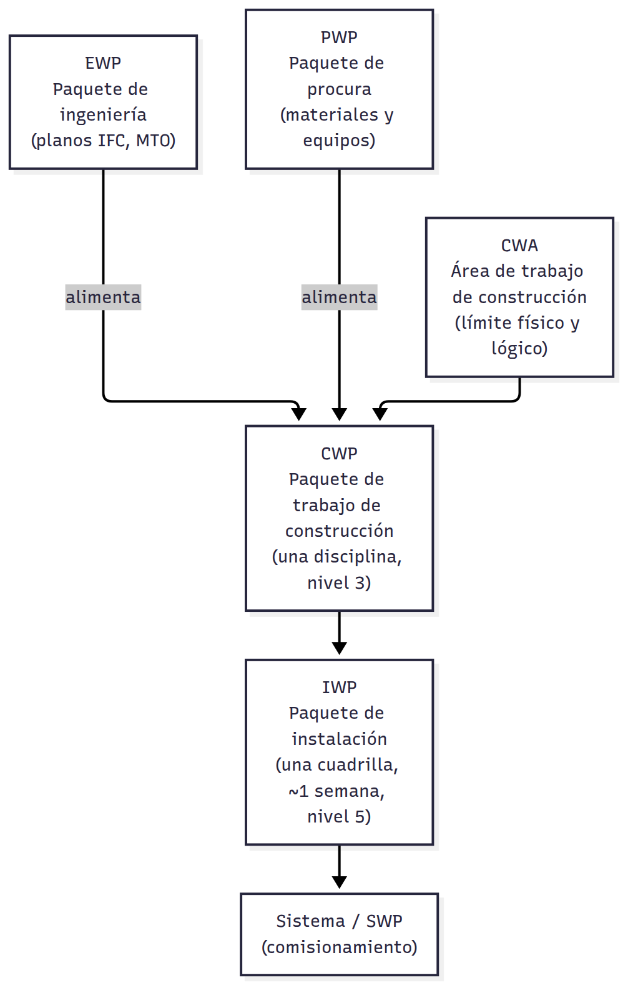 EWP
Paquete de
ingeniería
(planos IFC, MTO)
PWP
Paquete de
procura
(materiales y
equipos)
CWA
Área de trabajo
de construcción
(límite físico y
lógico)
alimenta
alimenta
CWP
Paquete de
trabajo de
construcción
(una disciplina,
nivel 3)
IWP
Paquete de
instalación
(una cuadrilla,
~1 semana,
nivel 5)
Sistema / SWP
(comisionamiento)